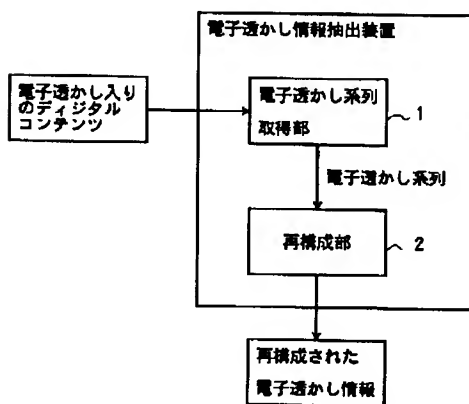 電子透かし情報抽出装置
電子透かし入り
のディジタル
コンテンツ
電子透かし系列
取得部
1
電子透かし系列
再構成部
2
再構成された
電子透かし情報